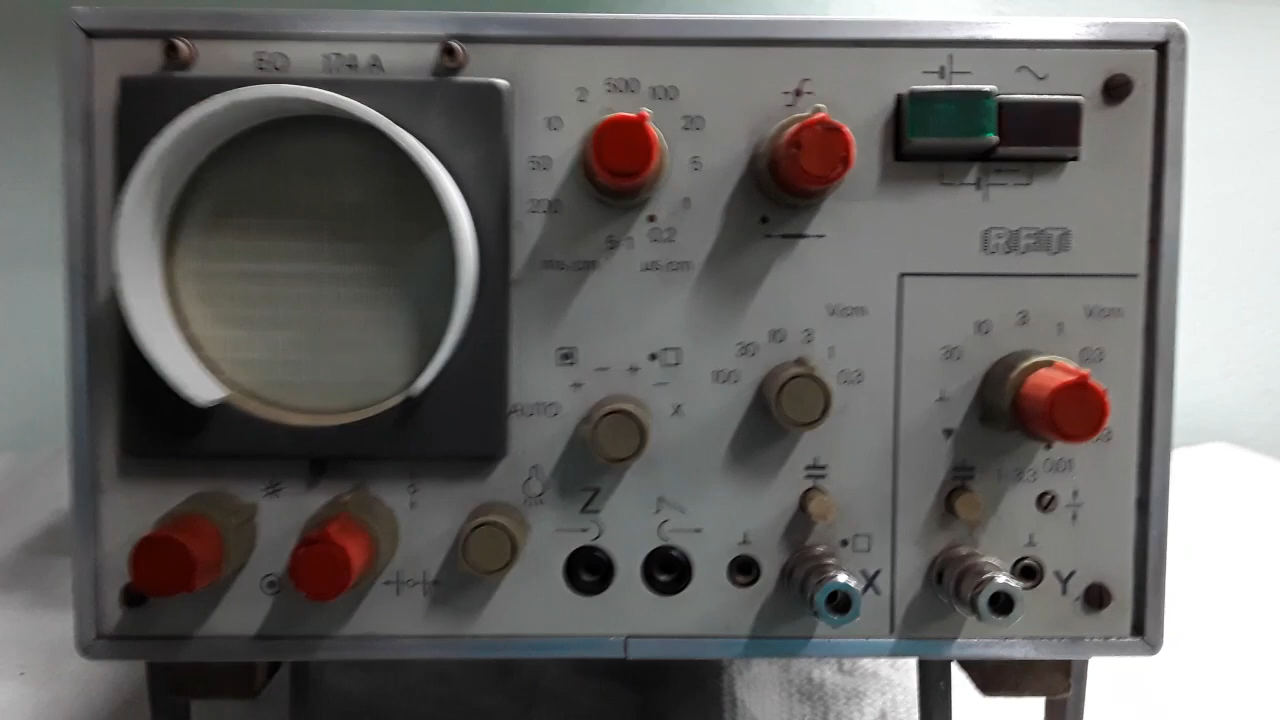 EO 174 A
2 500 100
10 20
50 5
200 1
0.2
ms/cm µs/cm
RFT
AUTO
X
V/cm
100 30 10 3 1 0.3
V/cm
30 10 3 1 0.3
0.01
Z
X
Y